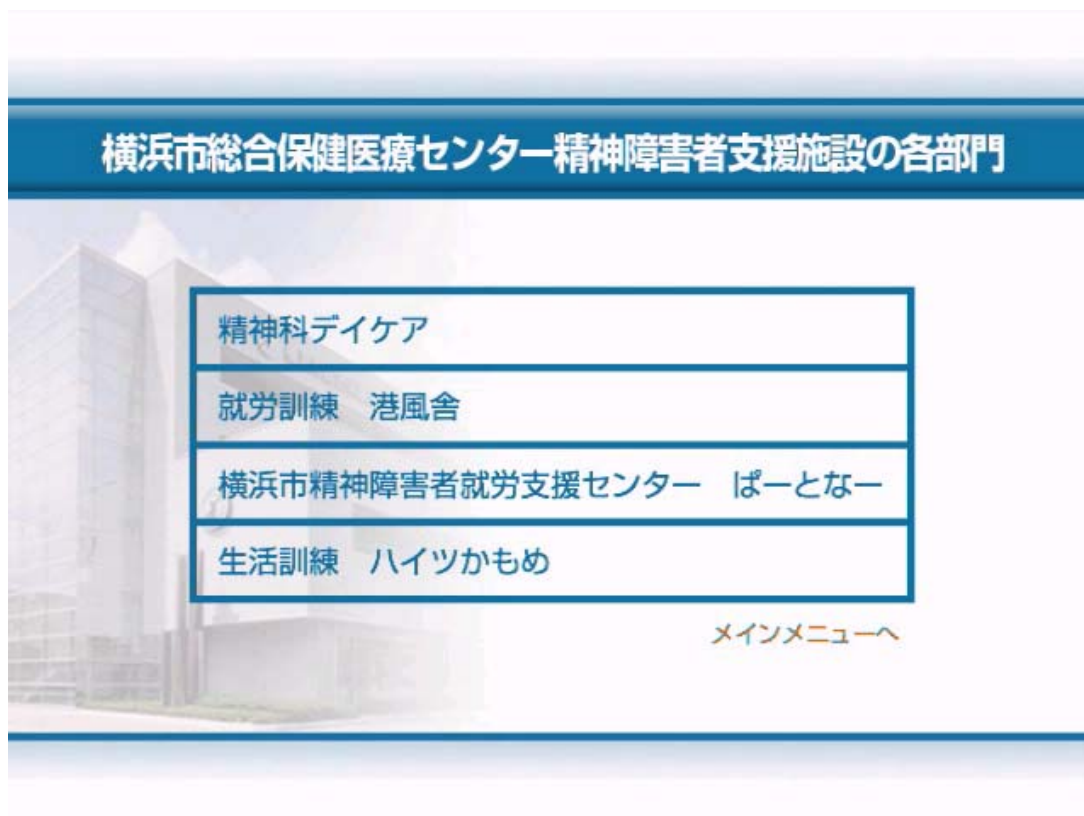 横浜市総合保健医療センター精神障害者支援施設の各部門
精神科デイケア
就労訓練　港風舎
横浜市精神障害者就労支援センター　ぱーとなー
生活訓練　ハイツかもめ
メインメニューへ